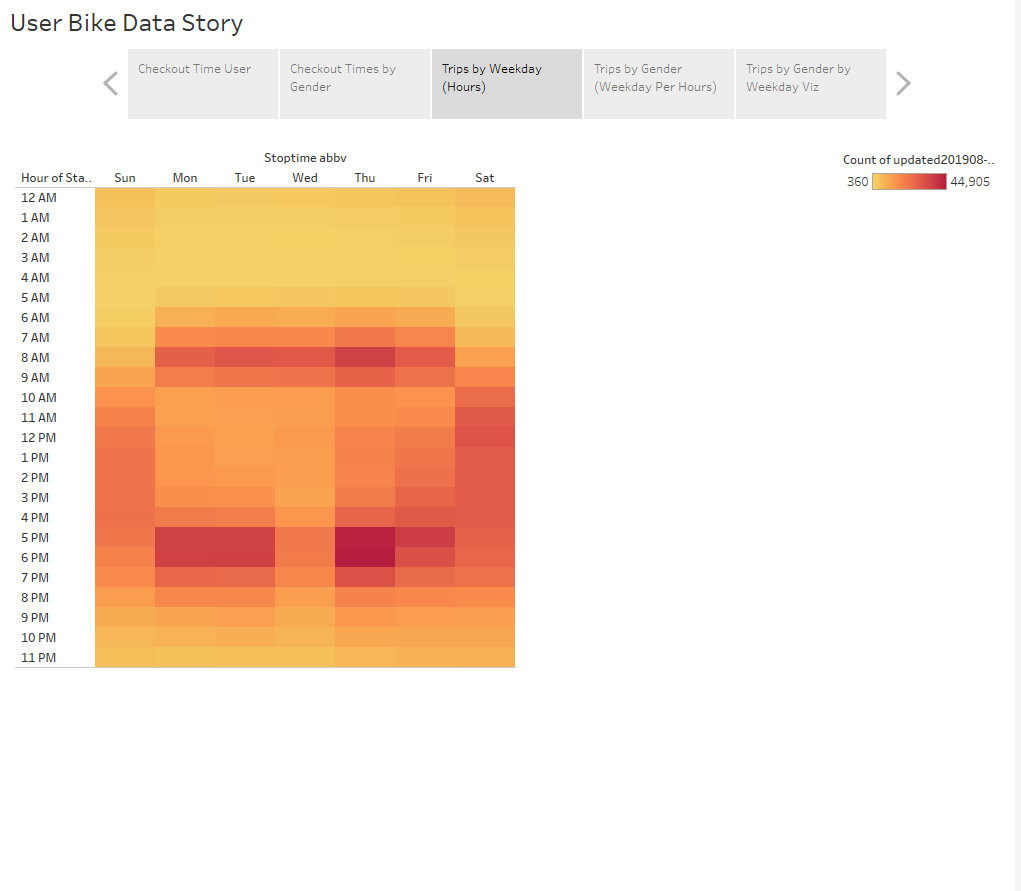 User Bike Data Story
Checkout Time User
Checkout Times by
Gender
Trips by Weekday
(Hours)
Trips by Gender
(Weekday Per Hours)
Trips by Gender by
Weekday Viz
Stoptime abbv
Hour of Sta.. Sun Mon Tue Wed Thu Fri Sat
12 AM
1 AM
2 AM
3 AM
4 AM
5 AM
6 AM
7 AM
8 AM
9 AM
10 AM
11 AM
12 PM
1 PM
2 PM
3 PM
4 PM
5 PM
6 PM
7 PM
8 PM
9 PM
10 PM
11 PM
Count of updated201908-..
360 44,905